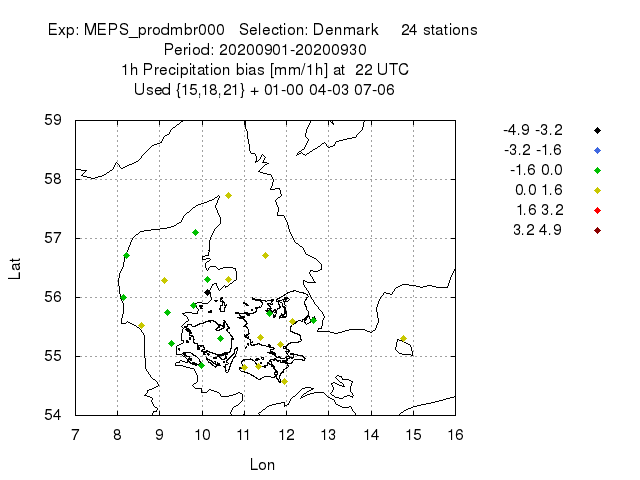 Exp: MEPS_prodmbr000   Selection: Denmark     24 stations
Period: 20200901-20200930
1h Precipitation bias [mm/1h] at  22 UTC
Used {15,18,21} + 01-00 04-03 07-06
-4.9 -3.2
-3.2 -1.6
-1.6 0.0
0.0 1.6
1.6 3.2
3.2 4.9
59
58
57
56
55
54
Lat
7 8 9 10 11 12 13 14 15 16
Lon